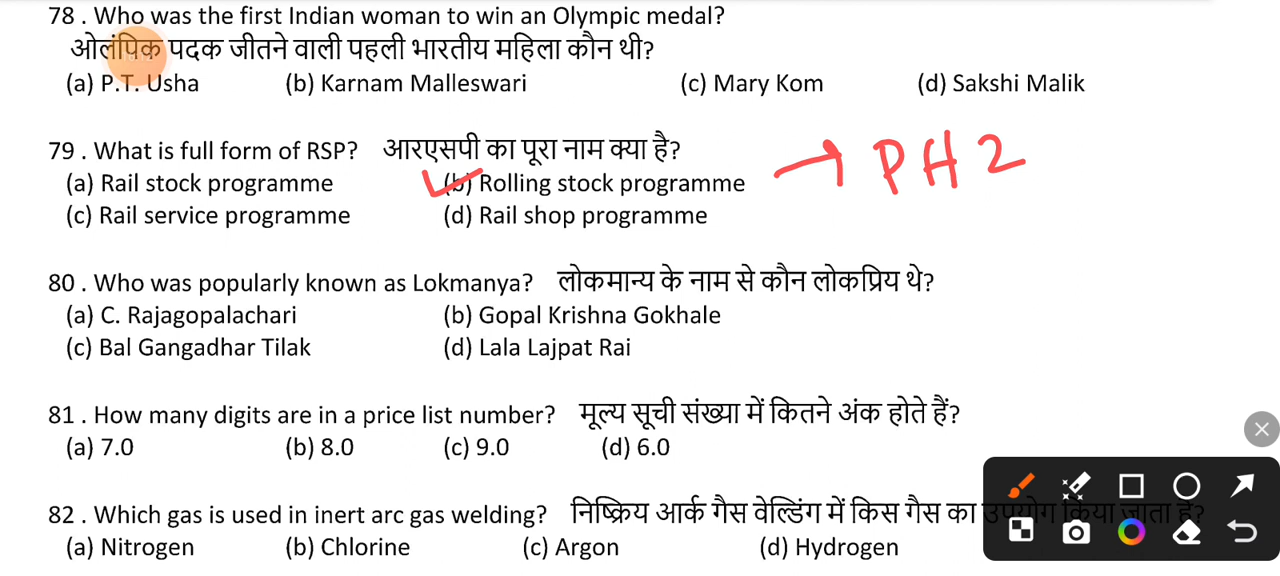 78 . Who was the first Indian woman to win an Olympic medal?
ओलंपिक पदक जीतने वाली पहली भारतीय महिला कौन थी?
(a) P.T. Usha (b) Karnam Malleswari (c) Mary Kom (d) Sakshi Malik
79 . What is full form of RSP? आरएसपी का पूरा नाम क्या है?
(a) Rail stock programme (b) Rolling stock programme → PH 2
(c) Rail service programme (d) Rail shop programme
80 . Who was popularly known as Lokmanya? लोकमान्य के नाम से कौन लोकप्रिय थे?
(a) C. Rajagopalachari (b) Gopal Krishna Gokhale
(c) Bal Gangadhar Tilak (d) Lala Lajpat Rai
81 . How many digits are in a price list number? मूल्य सूची संख्या में कितने अंक होते हैं?
(a) 7.0 (b) 8.0 (c) 9.0 (d) 6.0
82 . Which gas is used in inert arc gas welding? निष्क्रिय आर्क गैस वेल्डिंग में किस गैस का उपयोग किया जाता है?
(a) Nitrogen (b) Chlorine (c) Argon (d) Hydrogen